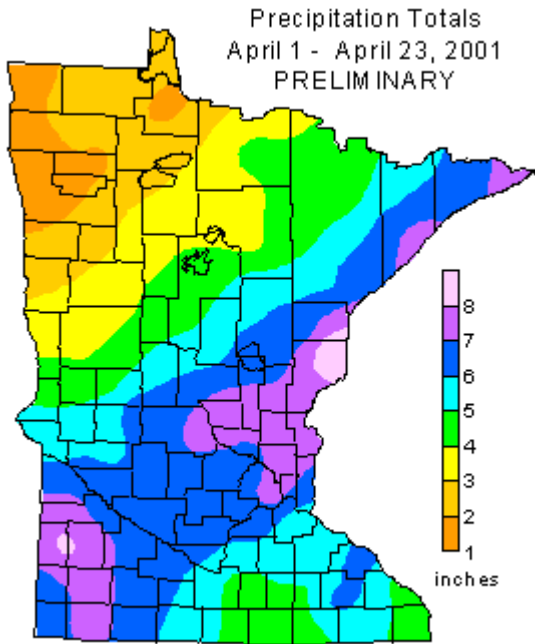 Precipitation Totals
April 1 - April 23, 2001
PRELIMINARY
8
7
6
5
4
3
2
1
inches